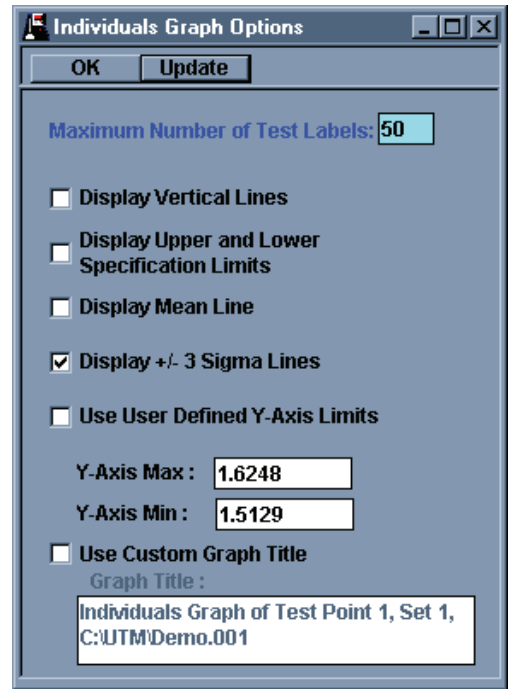 Individuals Graph Options
OK Update
Maximum Number of Test Labels: 50
Display Vertical Lines
Display Upper and Lower
Specification Limits
Display Mean Line
Display +/- 3 Sigma Lines
Use User Defined Y-Axis Limits
Y-Axis Max : 1.6248
Y-Axis Min : 1.5129
Use Custom Graph Title
Graph Title :
Individuals Graph of Test Point 1, Set 1,
C:\UTM\Demo.001